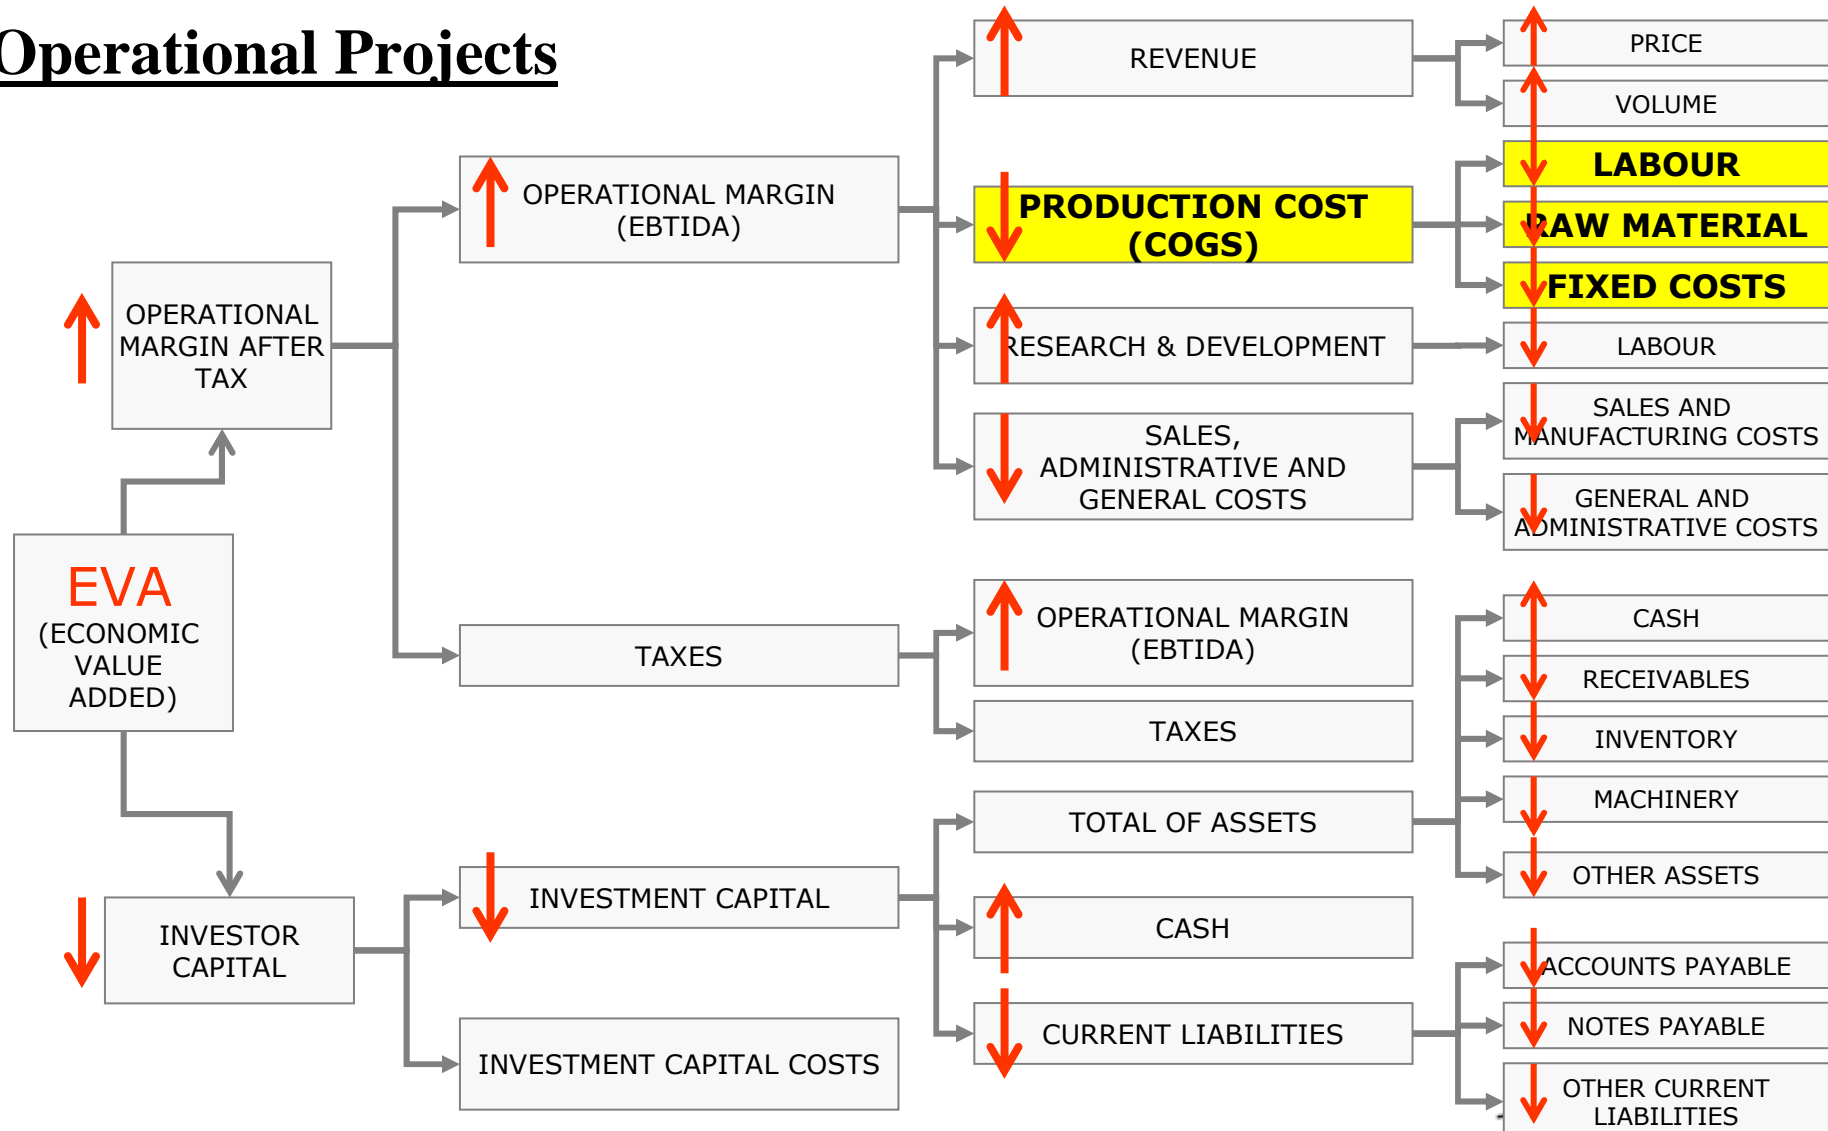 Operational Projects
REVENUE
PRICE
VOLUME
OPERATIONAL MARGIN
(EBTIDA)
PRODUCTION COST
(COGS)
LABOUR
RAW MATERIAL
FIXED COSTS
OPERATIONAL
MARGIN AFTER
TAX
RESEARCH & DEVELOPMENT
LABOUR
SALES,
ADMINISTRATIVE AND
GENERAL COSTS
SALES AND
MANUFACTURING COSTS
GENERAL AND
ADMINISTRATIVE COSTS
EVA
(ECONOMIC
VALUE
ADDED)
TAXES
OPERATIONAL MARGIN
(EBTIDA)
TAXES
CASH
RECEIVABLES
INVENTORY
MACHINERY
OTHER ASSETS
TOTAL OF ASSETS
INVESTOR
CAPITAL
INVESTMENT CAPITAL
CASH
CURRENT LIABILITIES
INVESTMENT CAPITAL COSTS
ACCOUNTS PAYABLE
NOTES PAYABLE
OTHER CURRENT
LIABILITIES